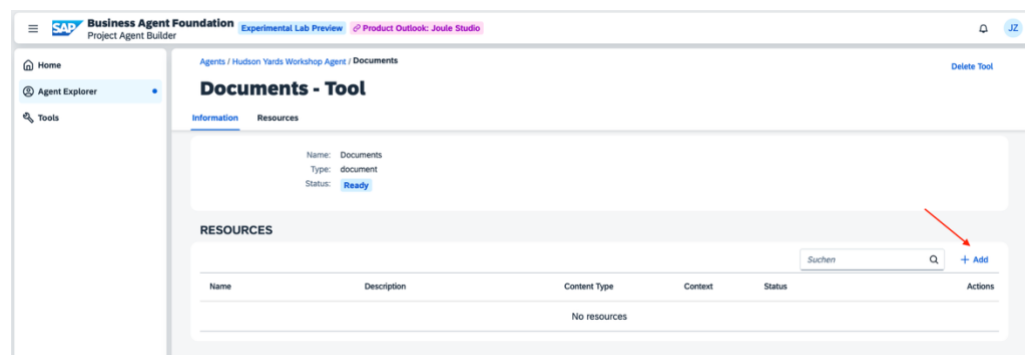 SAP
Business Agent Foundation
Project Agent Builder
Experimental Lab Preview
Product Outlook: Joule Studio
JZ
Home
Agent Explorer
Tools
Agents / Hudson Yards Workshop Agent / Documents
Delete Tool
Documents - Tool
Information Resources
Name: Documents
Type: document
Status: Ready
RESOURCES
Suchen
+ Add
Name Description Content Type Context Status Actions
No resources